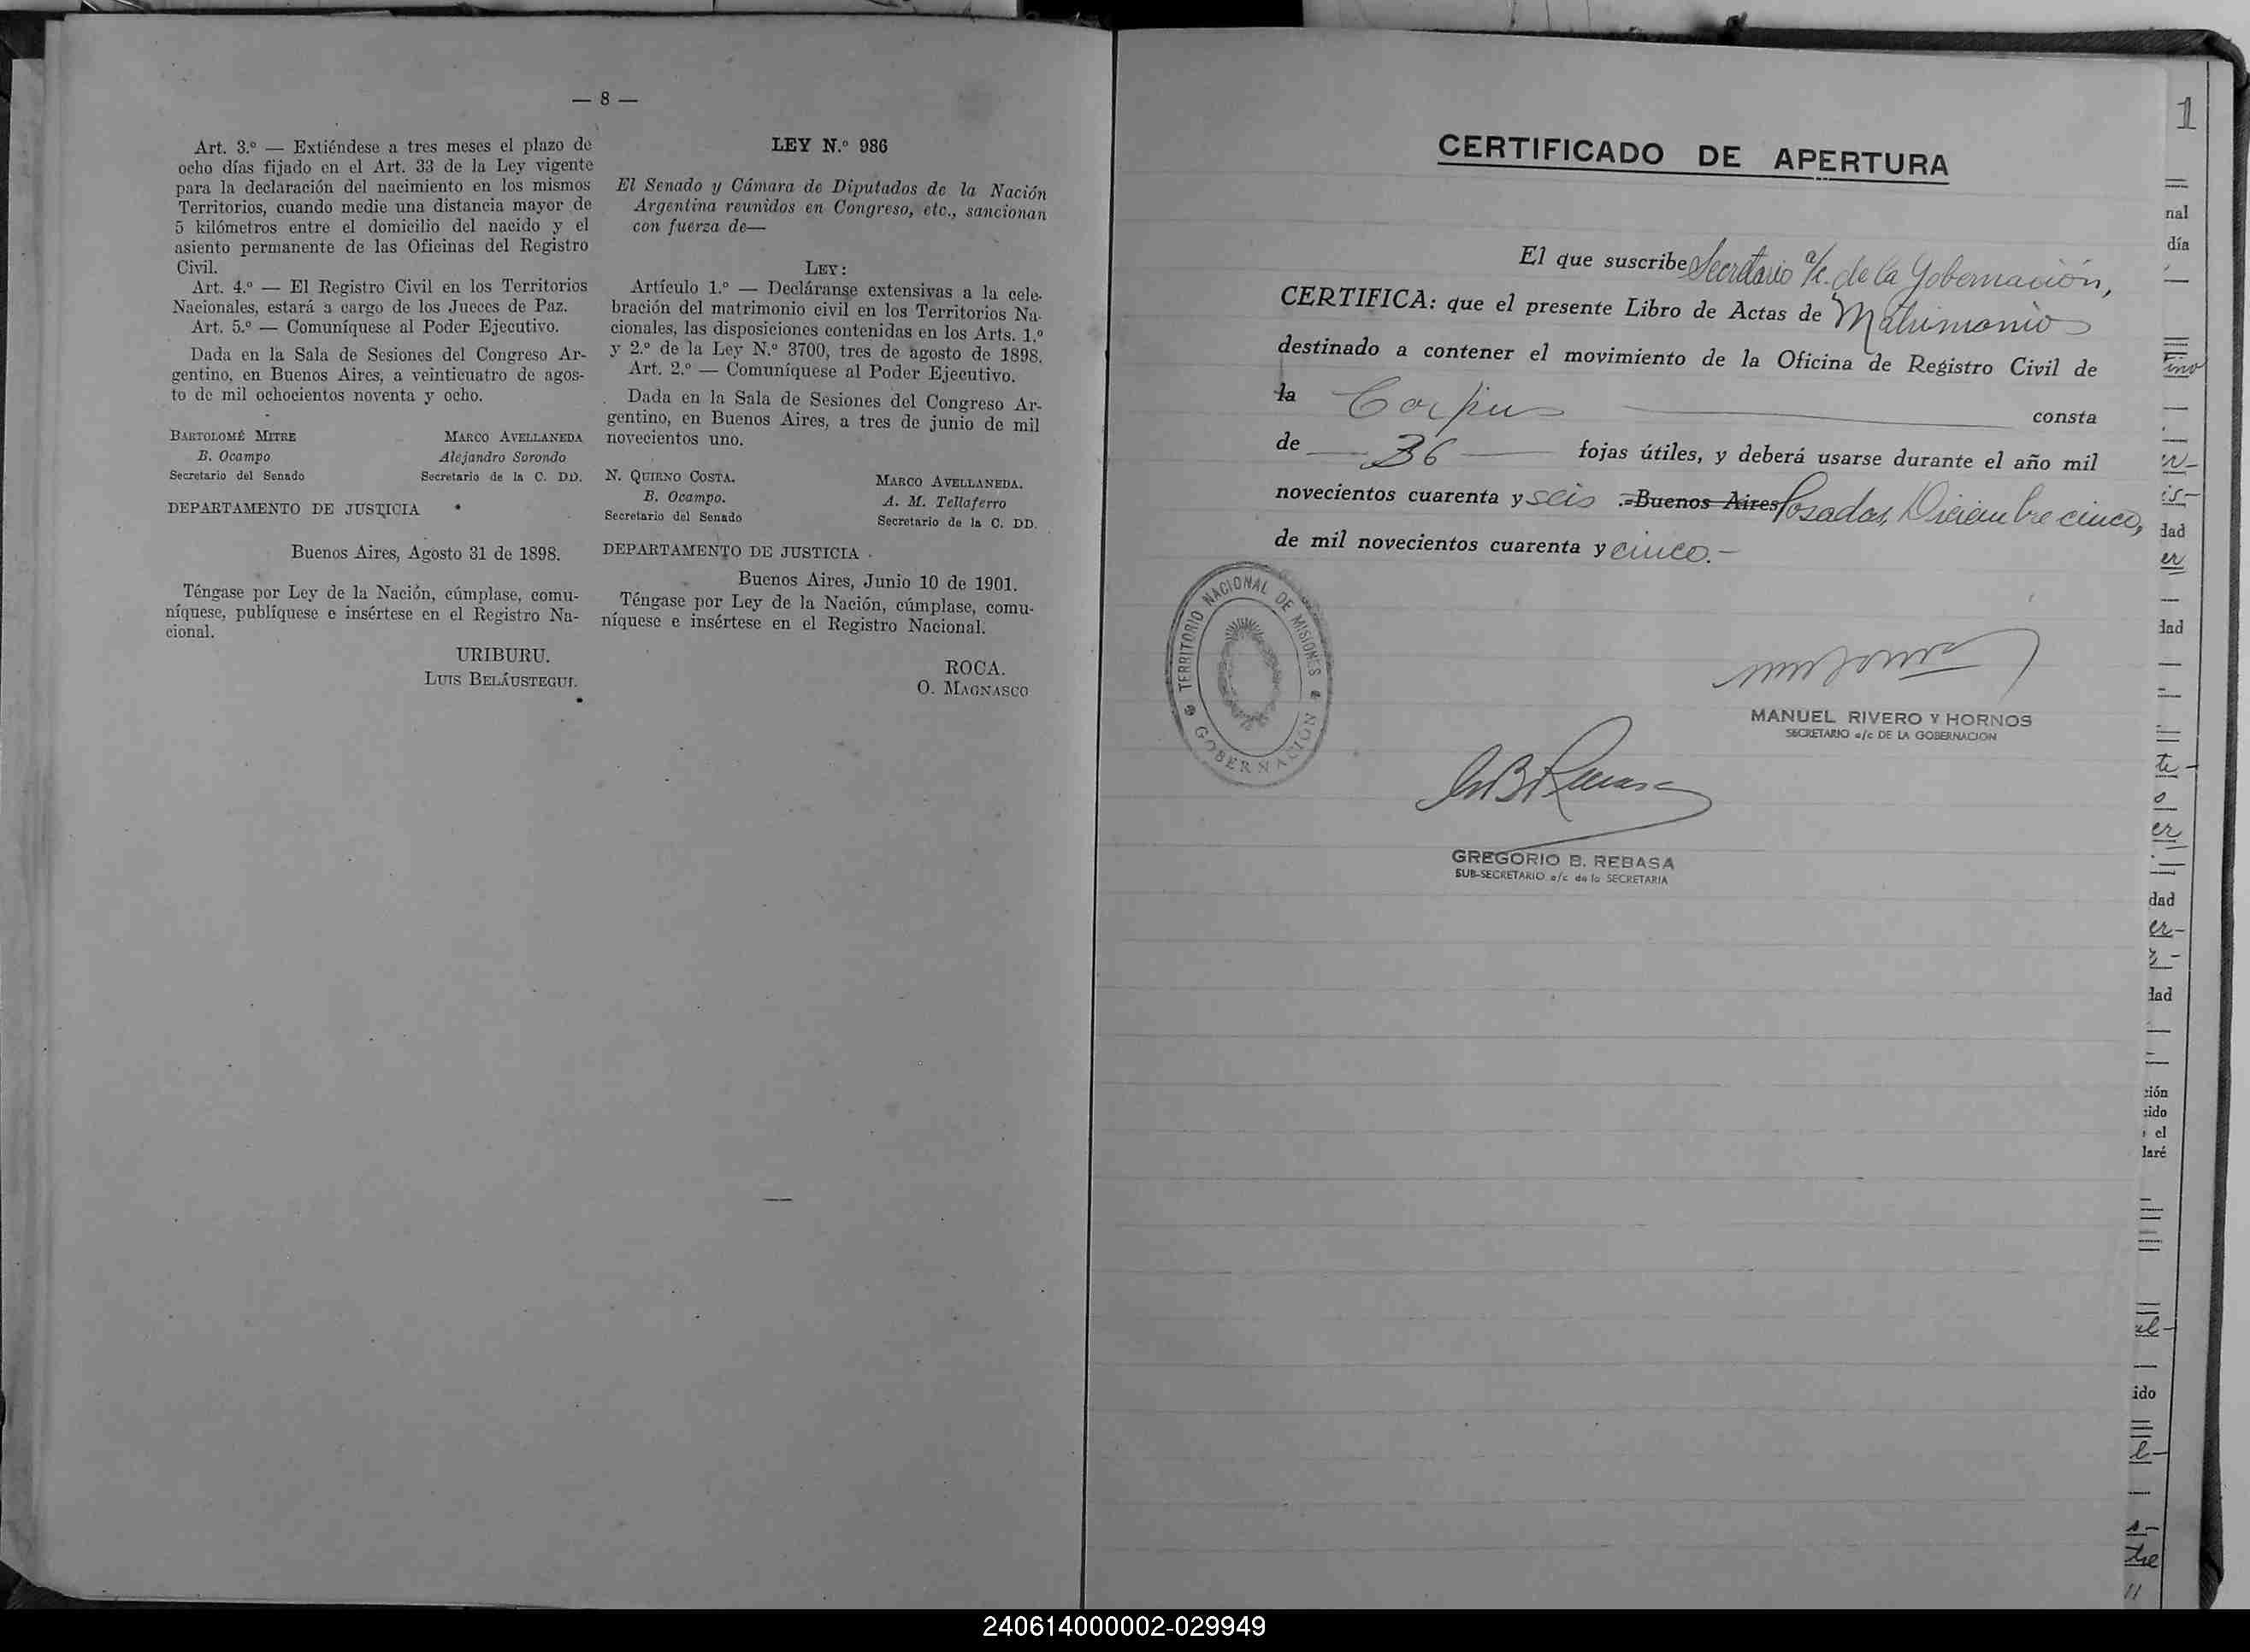 — 8 —
Art. 3.º — Extiéndese a tres meses el plazo de
ocho días fijado en el Art. 33 de la Ley vigente
para la declaración del nacimiento en los mismos
Territorios, cuando medie una distancia mayor de
5 kilómetros entre el domicilio del nacido y el
asiento permanente de las Oficinas del Registro
Civil.
Art. 4.º — El Registro Civil en los Territorios
Nacionales, estará a cargo de los Jueces de Paz.
Art. 5.º — Comuníquese al Poder Ejecutivo.
Dada en la Sala de Sesiones del Congreso Ar-
gentino, en Buenos Aires, a veinticuatro de agos-
to de mil ochocientos noventa y ocho.
BARTOLOMÉ MITRE MARCO AVELLANEDA
B. Ocampo Alejandro Sorondo
Secretario del Senado Secretario de la C. DD.
DEPARTAMENTO DE JUSTICIA
Buenos Aires, Agosto 31 de 1898.
Téngase por Ley de la Nación, cúmplase, comu-
níquese, publíquese e insértese en el Registro Na-
cional.
URIBURU.
LUIS BELÁUSTEGUI.
LEY N.º 986
El Senado y Cámara de Diputados de la Nación
Argentina reunidos en Congreso, etc., sancionan
con fuerza de—
LEY:
Artículo 1.º — Decláranse extensivas a la cele-
bración del matrimonio civil en los Territorios Na-
cionales, las disposiciones contenidas en los Arts. 1.º
y 2.º de la Ley N.º 3700, tres de agosto de 1898.
Art. 2.º — Comuníquese al Poder Ejecutivo.
Dada en la Sala de Sesiones del Congreso Ar-
gentino, en Buenos Aires, a tres de junio de mil
novecientos uno.
N. QUIRNO COSTA. MARCO AVELLANEDA.
B. Ocampo. A. M. Tellaferro
Secretario del Senado Secretario de la C. DD.
DEPARTAMENTO DE JUSTICIA
Buenos Aires, Junio 10 de 1901.
Téngase por Ley de la Nación, cúmplase, comu-
níquese e insértese en el Registro Nacional.
ROCA.
O. MAGNASCO
1
CERTIFICADO DE APERTURA
El que suscribe Secretario a/c. de la Gobernación,
CERTIFICA: que el presente Libro de Actas de Matrimonio
destinado a contener el movimiento de la Oficina de Registro Civil de
la Corpus consta
de 36 fojas útiles, y deberá usarse durante el año mil
novecientos cuarenta y seis .-Buenos Aires Posadas, Diciembre cinco,
de mil novecientos cuarenta y cinco.-
TERRITORIO NACIONAL DE MISIONES
GOBERNACIÓN
MANUEL RIVERO Y HORNOS
SECRETARIO a/c DE LA GOBERNACION
GREGORIO B. REBASA
SUB-SECRETARIO a/c de la SECRETARIA
nal
día
dad
dad
te
o
er
dad
er
dad
ción
cido
el
laré
ido
240614000002-029949